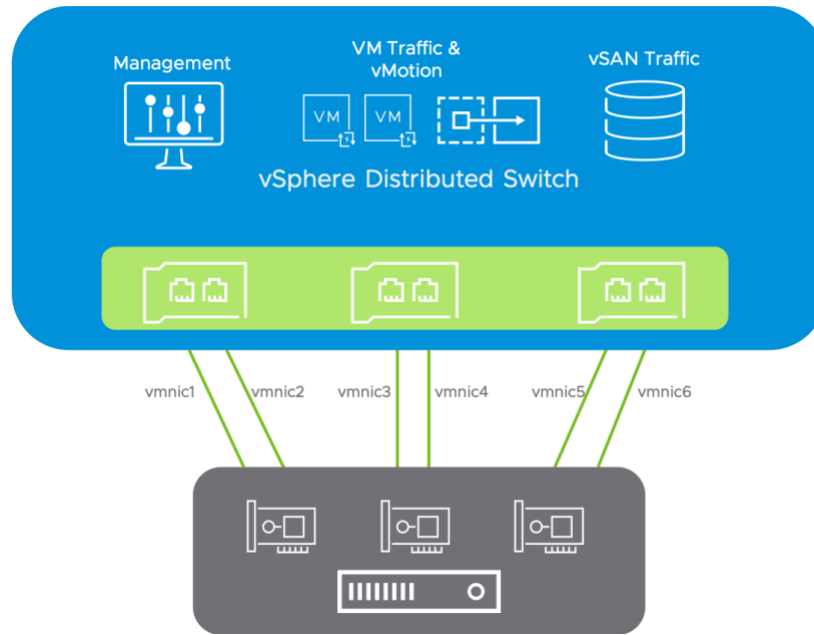 Management
VM Traffic &
vMotion
vSAN Traffic
VM
VM
vSphere Distributed Switch
vmnic1
vmnic2
vmnic3
vmnic4
vmnic5
vmnic6